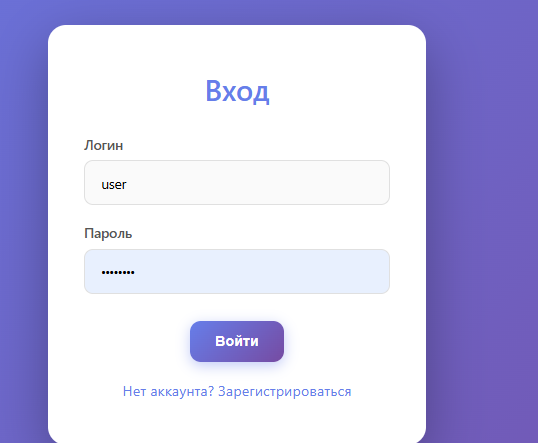 Вход
Логин
user
Пароль
••••••••
Войти
Нет аккаунта? Зарегистрироваться